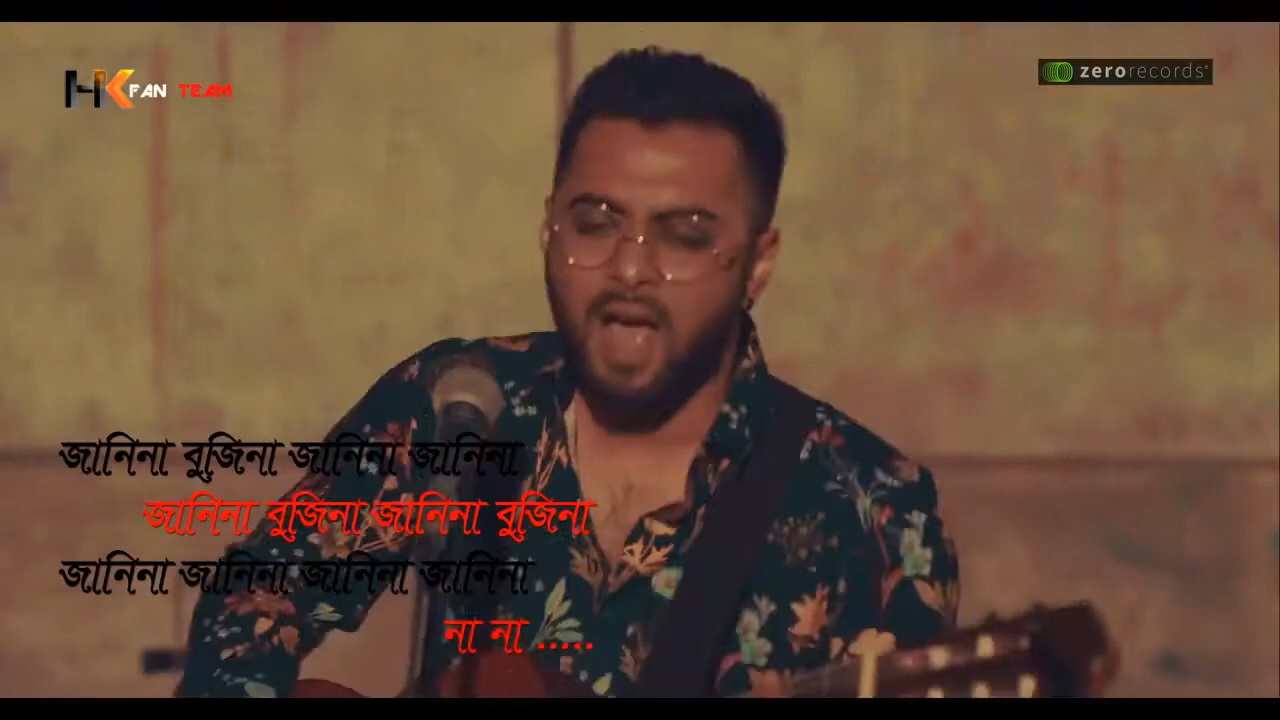 HK FAN TEAM
zerorecords
জানিনা বুজিনা জানিনা জানিনা
জানিনা বুজিনা জানিনা বুজিনা
জানিনা জানিনা জানিনা জানিনা
না না .....